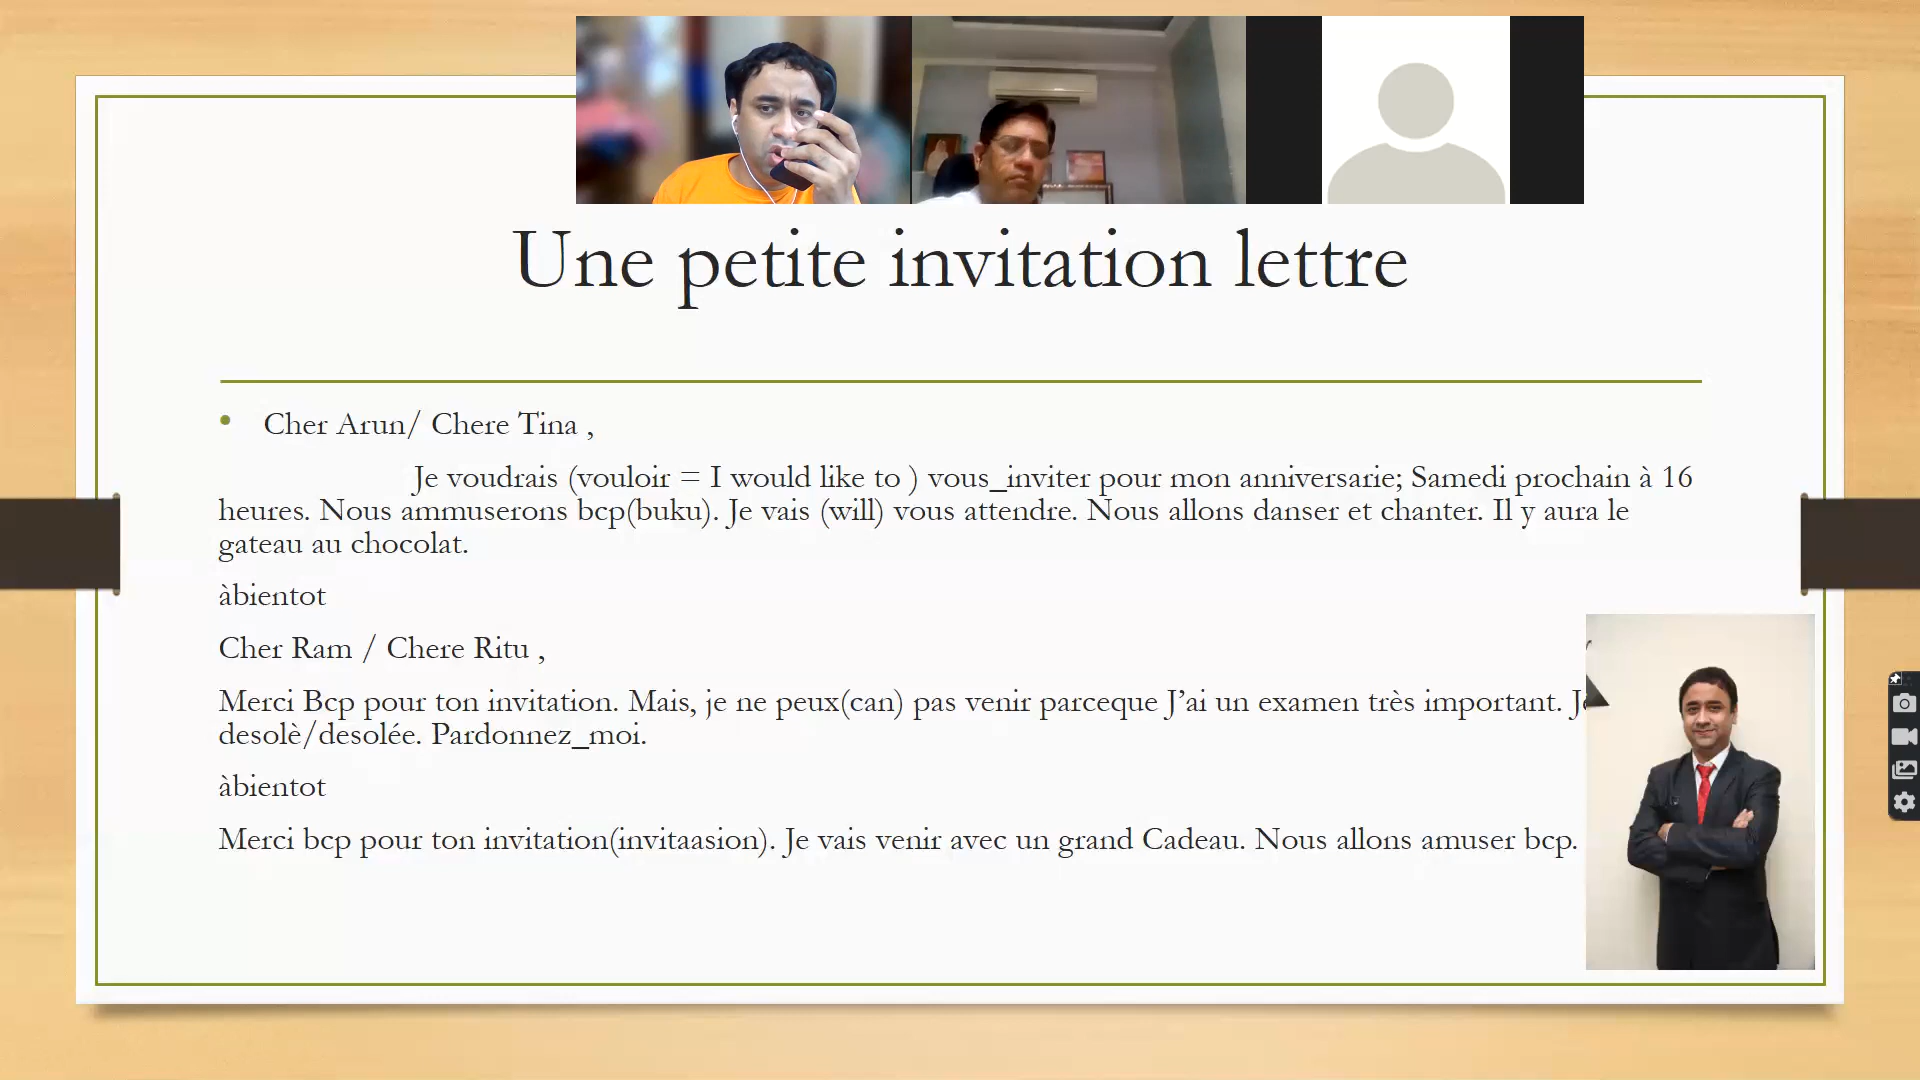 Une petite invitation lettre
• Cher Arun/ Chere Tina ,
Je voudrais (vouloir = I would like to ) vous_inviter pour mon anniversarie; Samedi prochain à 16
heures. Nous ammuserons bcp(buku). Je vais (will) vous attendre. Nous allons danser et chanter. Il y aura le
gateau au chocolat.
àbientot
Cher Ram / Chere Ritu ,
Merci Bcp pour ton invitation. Mais, je ne peux(can) pas venir parceque J’ai un examen très important.
desolè/desolée. Pardonnez_moi.
àbientot
Merci bcp pour ton invitation(invitaasion). Je vais venir avec un grand Cadeau. Nous allons amuser bcp.